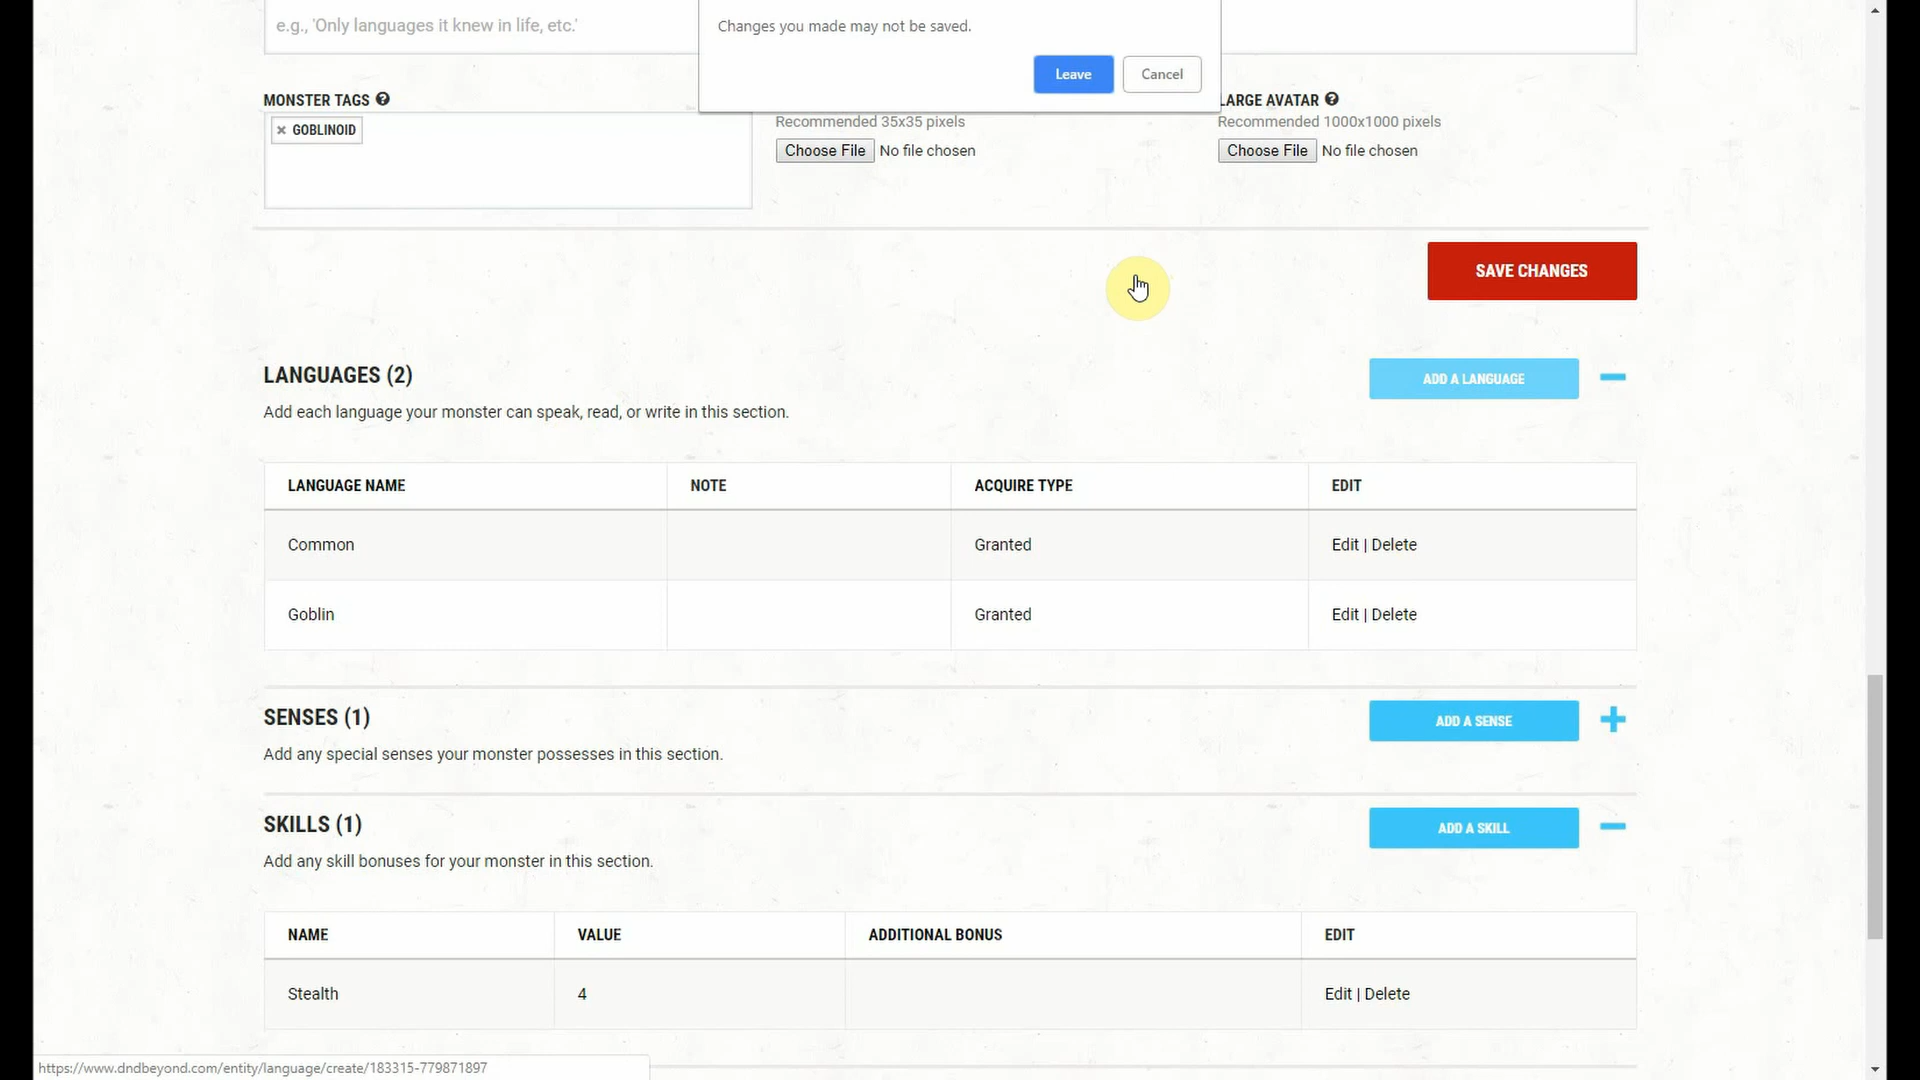 e.g., 'Only languages it knew in life, etc.'
Changes you made may not be saved.
Leave
Cancel
MONSTER TAGS
LARGE AVATAR
Recommended 35x35 pixels
Recommended 1000x1000 pixels
× GOBLINOID
Choose File No file chosen
Choose File No file chosen
SAVE CHANGES
LANGUAGES (2)
ADD A LANGUAGE
Add each language your monster can speak, read, or write in this section.
LANGUAGE NAME NOTE ACQUIRE TYPE EDIT
Common Granted Edit | Delete
Goblin Granted Edit | Delete
SENSES (1)
ADD A SENSE
Add any special senses your monster possesses in this section.
SKILLS (1)
ADD A SKILL
Add any skill bonuses for your monster in this section.
NAME VALUE ADDITIONAL BONUS EDIT
Stealth 4 Edit | Delete
https://www.dndbeyond.com/entity/language/create/183315-779871897